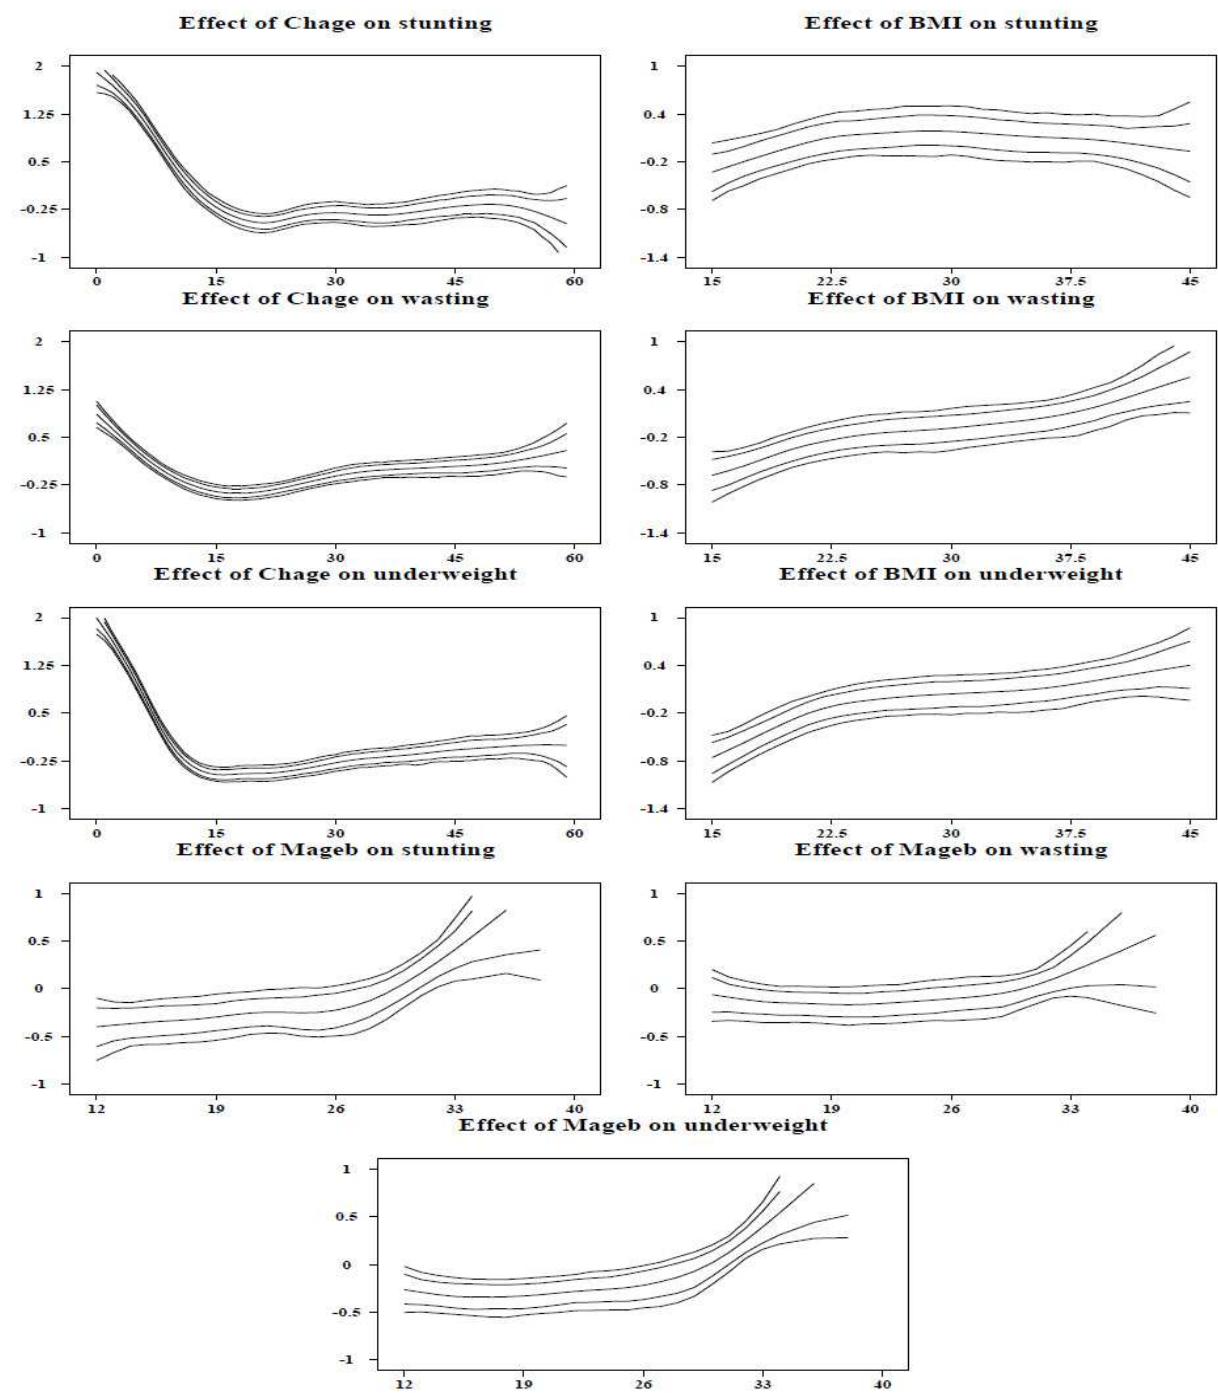 Effect of Chage on stunting
2
1.25
0.5
-0.25
-1
0 15 30 45 60
Effect of BMI on stunting
1
0.4
-0.2
-0.8
-1.4
15 22.5 30 37.5 45
Effect of Chage on wasting
2
1.25
0.5
-0.25
-1
0 15 30 45 60
Effect of BMI on wasting
1
0.4
-0.2
-0.8
-1.4
15 22.5 30 37.5 45
Effect of Chage on underweight
2
1.25
0.5
-0.25
-1
0 15 30 45 60
Effect of BMI on underweight
1
0.4
-0.2
-0.8
-1.4
15 22.5 30 37.5 45
Effect of Mageb on stunting
1
0.5
0
-0.5
-1
12 19 26 33 40
Effect of Mageb on wasting
1
0.5
0
-0.5
-1
12 19 26 33 40
Effect of Mageb on underweight
1
0.5
0
-0.5
-1
12 19 26 33 40